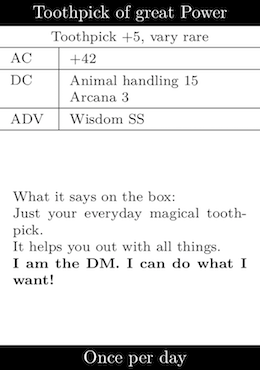 Toothpick of great Power
Toothpick +5, vary rare
AC +42
DC Animal handling 15
Arcana 3
ADV Wisdom SS
What it says on the box:
Just your everyday magical tooth-
pick.
It helps you out with all things.
I am the DM. I can do what I
want!
Once per day